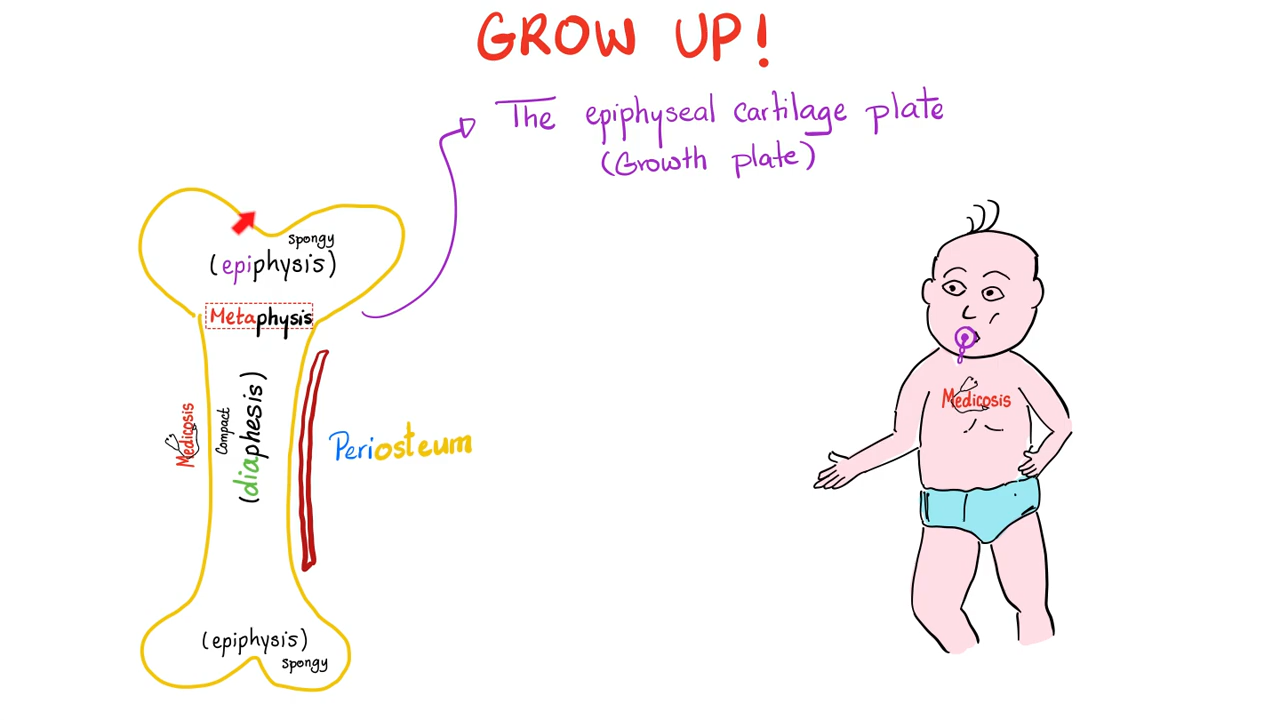 GROW UP!
The epiphyseal cartilage plate
(Growth plate)
spongy
(epiphysis)
Metaphysis
Medicosis
Compact
(diaphesis)
Periosteum
Medicosis
(epiphysis)
spongy